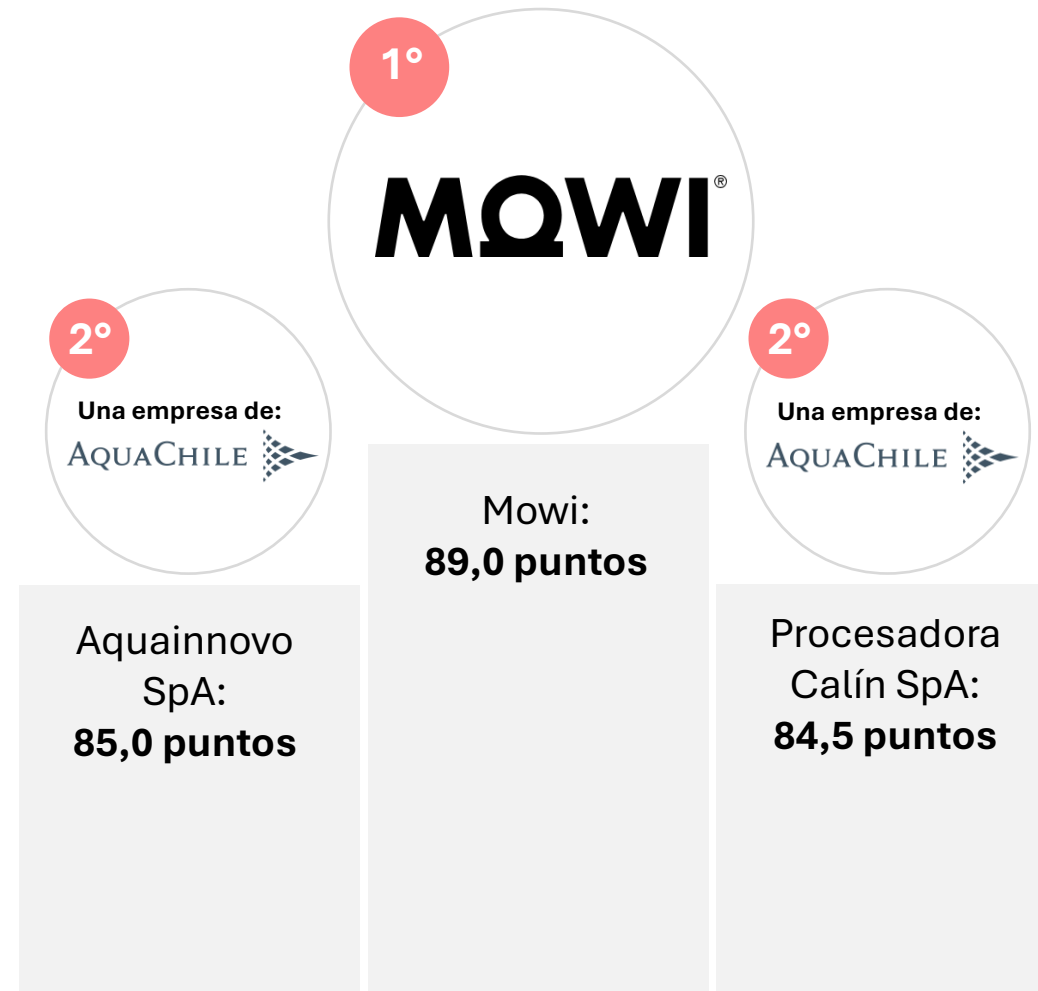 1°
MOWI®
2°
Una empresa de:
AQUACHILE
2°
Una empresa de:
AQUACHILE
Mowi:
89,0 puntos
Aquainnovo
SpA:
85,0 puntos
Procesadora
Calín SpA:
84,5 puntos